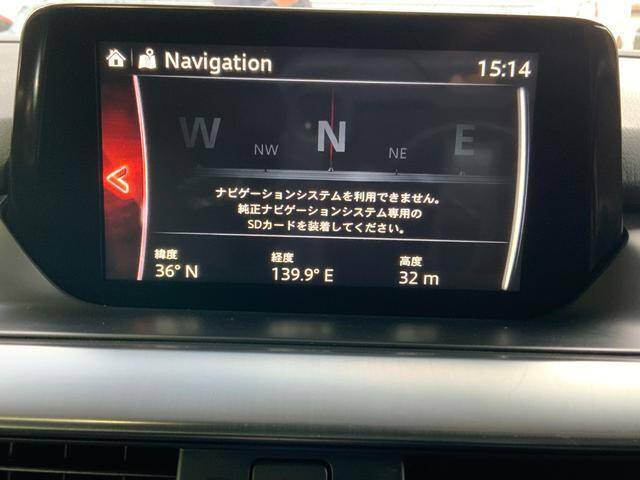 Navigation 15:14
W NW N NE E
ナビゲーションシステムを利用できません。
純正ナビゲーションシステム専用の
SDカードを装着してください。
緯度 経度 高度
36° N 139.9° E 32 m